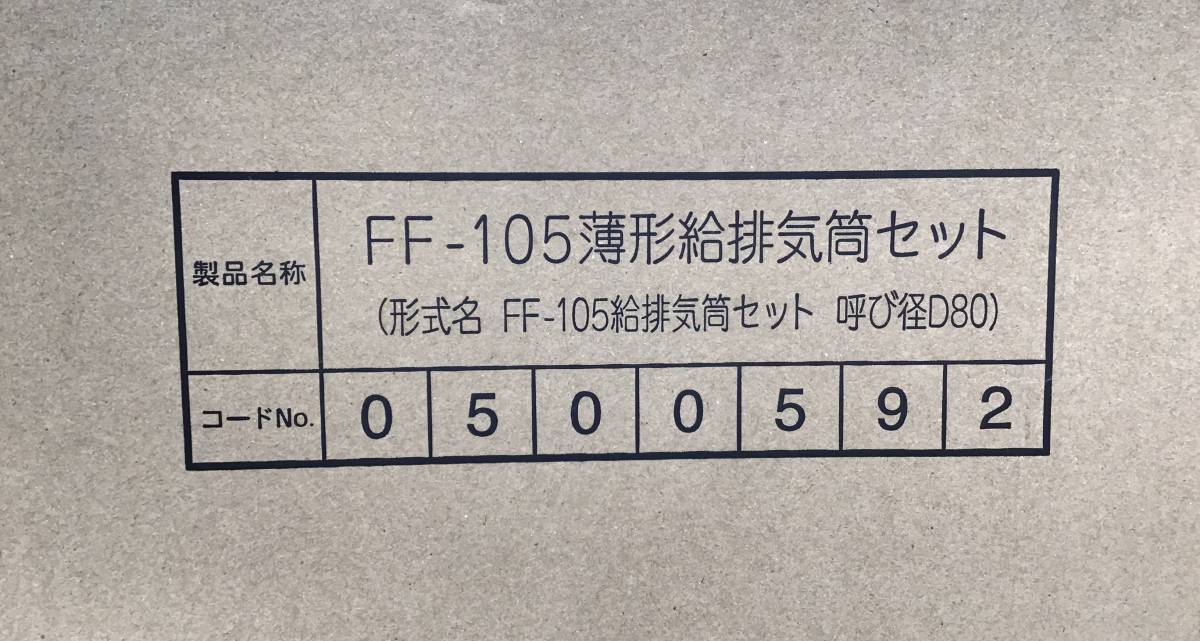 製品名称
FF-105薄形給排気筒セット
(形式名 FF-105給排気筒セット 呼び径D80)
コードNo. 0 5 0 0 5 9 2